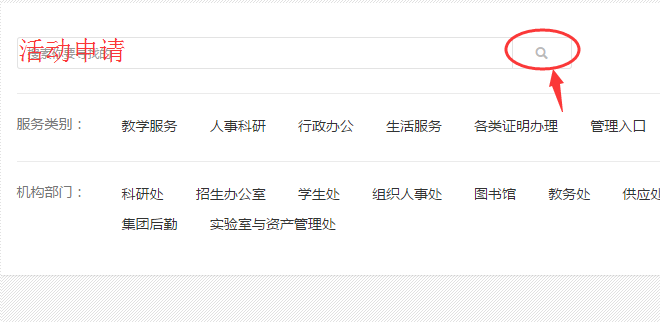 活动申请
服务类别： 教学服务 人事科研 行政办公 生活服务 各类证明办理 管理入口
机构部门： 科研处 招生办公室 学生处 组织人事处 图书馆 教务处 供应处
集团后勤 实验室与资产管理处